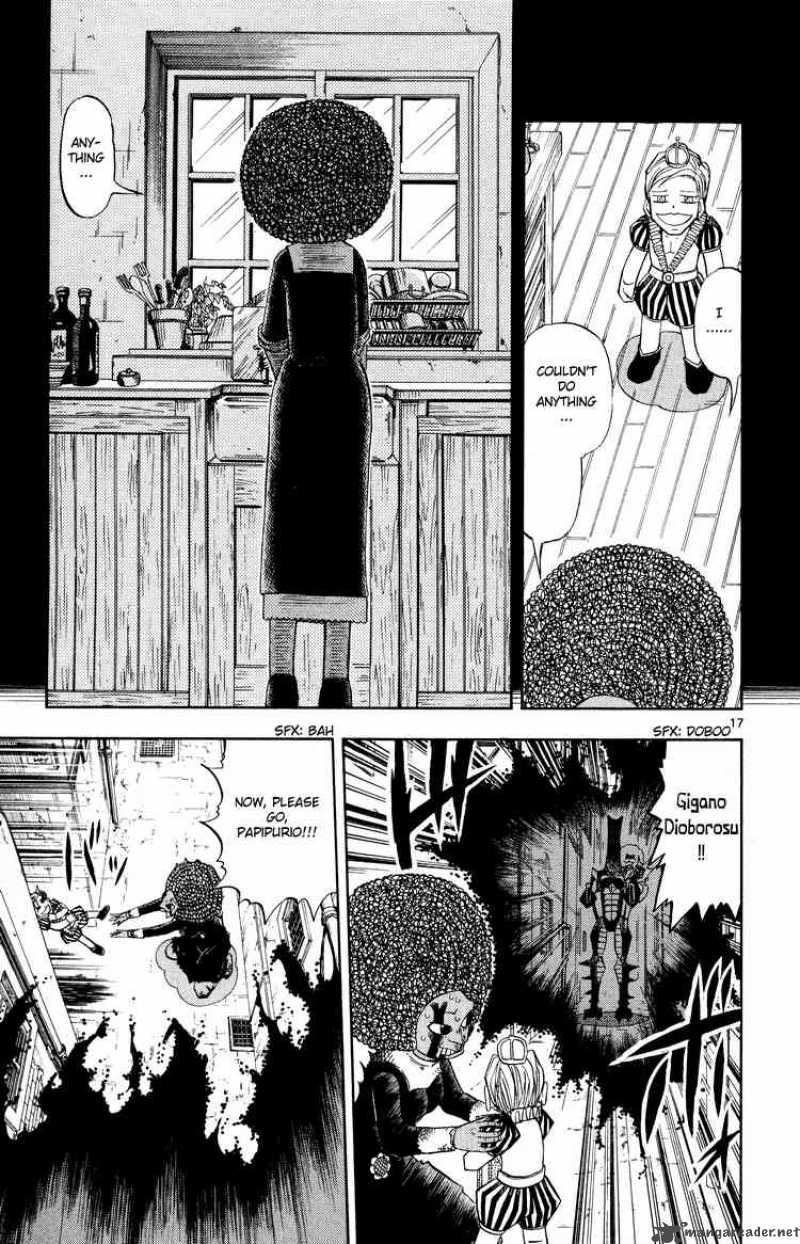 I
......
COULDN'T
DO
ANYTHING
...
ANY-
THING
...
17
SFX: DOBOO
Gigano
Dioborosu
!!
SFX: BAH
NOW, PLEASE
GO,
PAPIPURIO!!!
mangareader.net